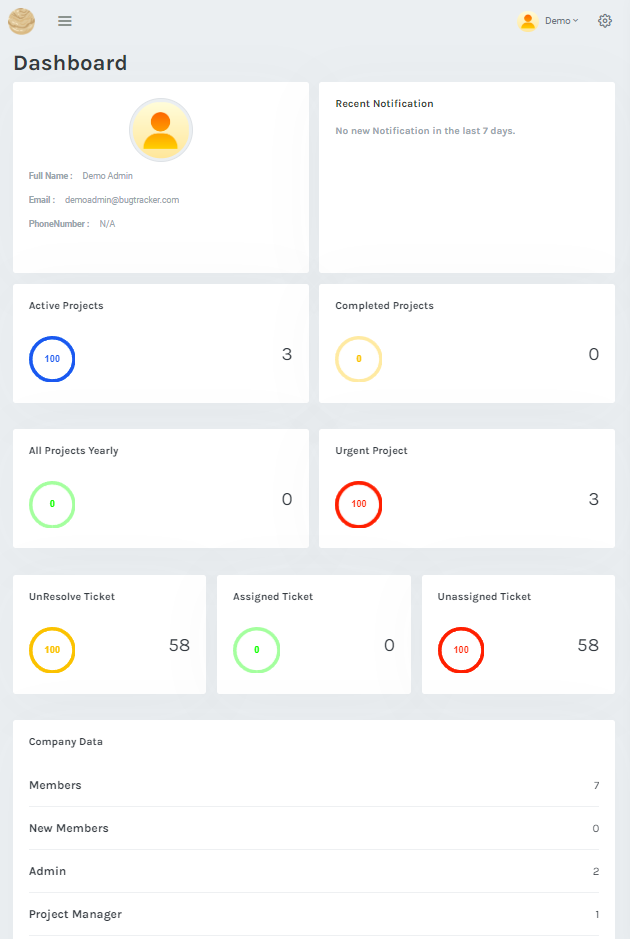 Demo
Dashboard
Full Name : Demo Admin
Email : demoadmin@bugtracker.com
PhoneNumber : N/A
Recent Notification
No new Notification in the last 7 days.
Active Projects
100
3
Completed Projects
0
0
All Projects Yearly
0
0
Urgent Project
100
3
UnResolve Ticket
100
58
Assigned Ticket
0
0
Unassigned Ticket
100
58
Company Data
Members 7
New Members 0
Admin 2
Project Manager 1